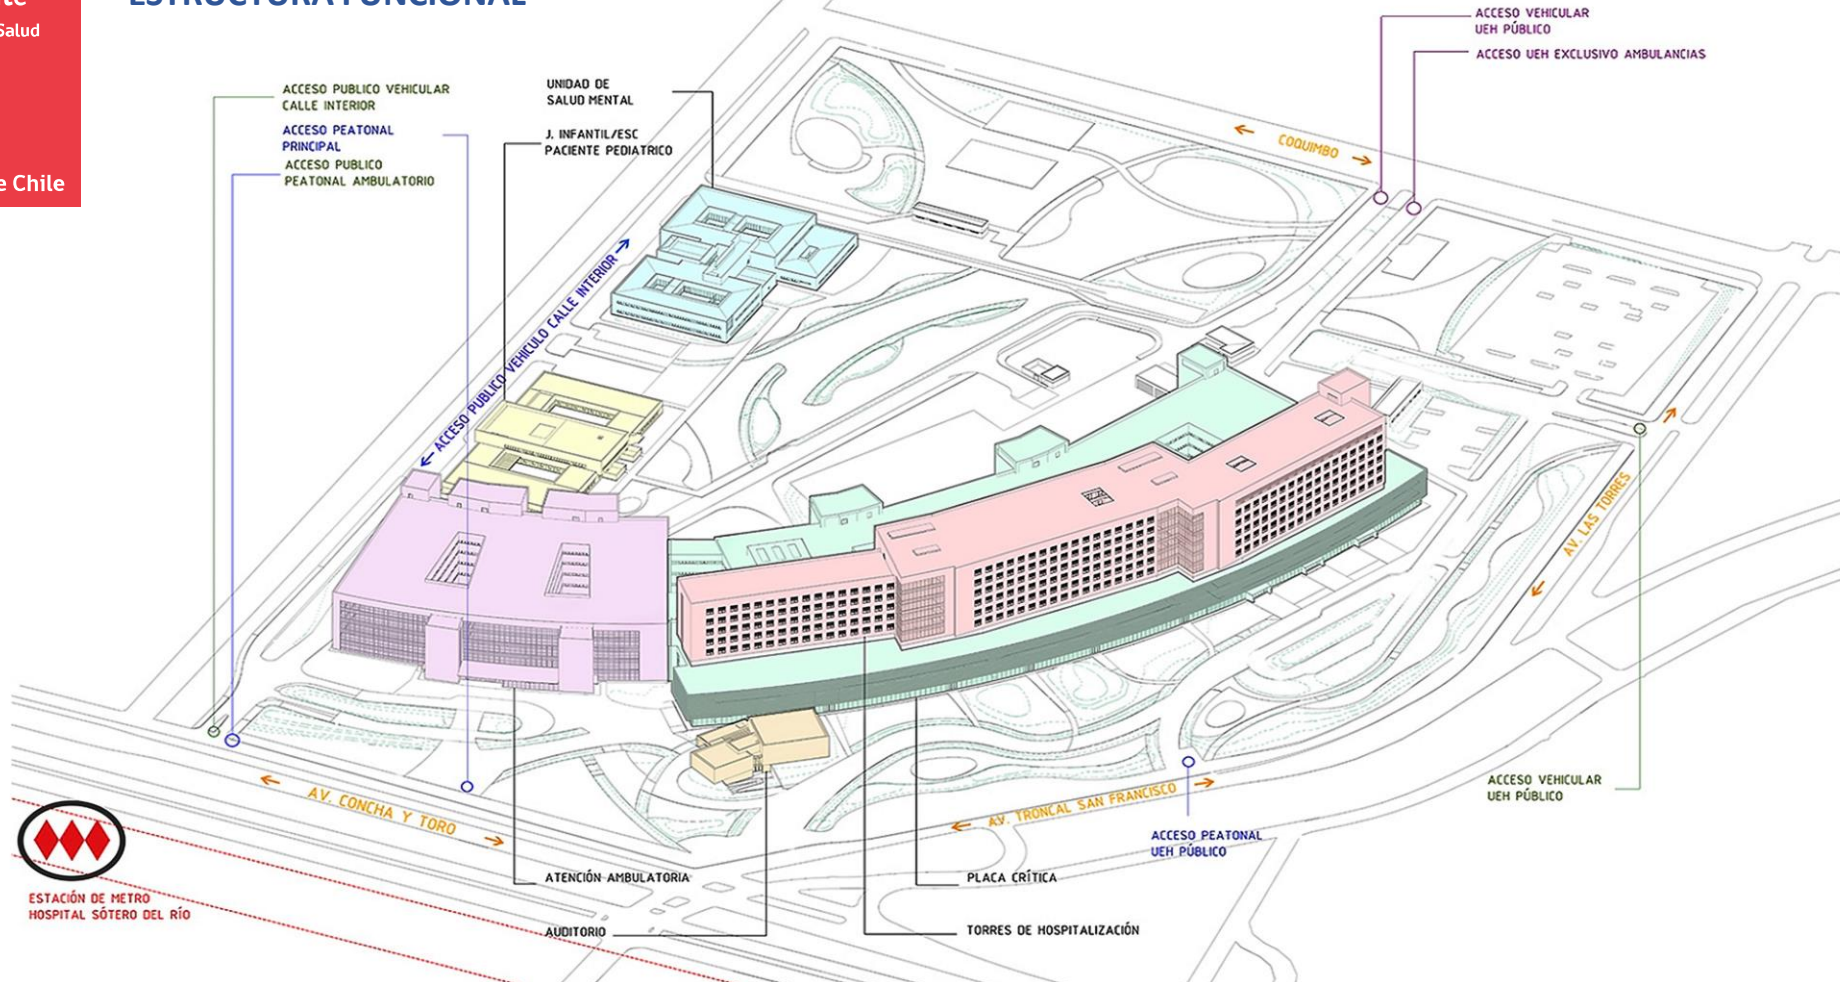 ESTRUCTURA FUNCIONAL
Salud
e Chile
ACCESO VEHICULAR
UEH PÚBLICO
ACCESO UEH EXCLUSIVO AMBULANCIAS
ACCESO PUBLICO VEHICULAR
CALLE INTERIOR
ACCESO PEATONAL
PRINCIPAL
ACCESO PUBLICO
PEATONAL AMBULATORIO
UNIDAD DE
SALUD MENTAL
J. INFANTIL/ESC
PACIENTE PEDIATRICO
COQUIMBO
ACCESO PUBLICO VEHICULO CALLE INTERIOR
AV. LAS TORRES
AV. CONCHA Y TORO
AV. TRONCAL SAN FRANCISCO
ACCESO VEHICULAR
UEH PÚBLICO
ACCESO PEATONAL
UEH PÚBLICO
ESTACIÓN DE METRO
HOSPITAL SÓTERO DEL RÍO
ATENCIÓN AMBULATORIA
PLACA CRÍTICA
AUDITORIO
TORRES DE HOSPITALIZACIÓN